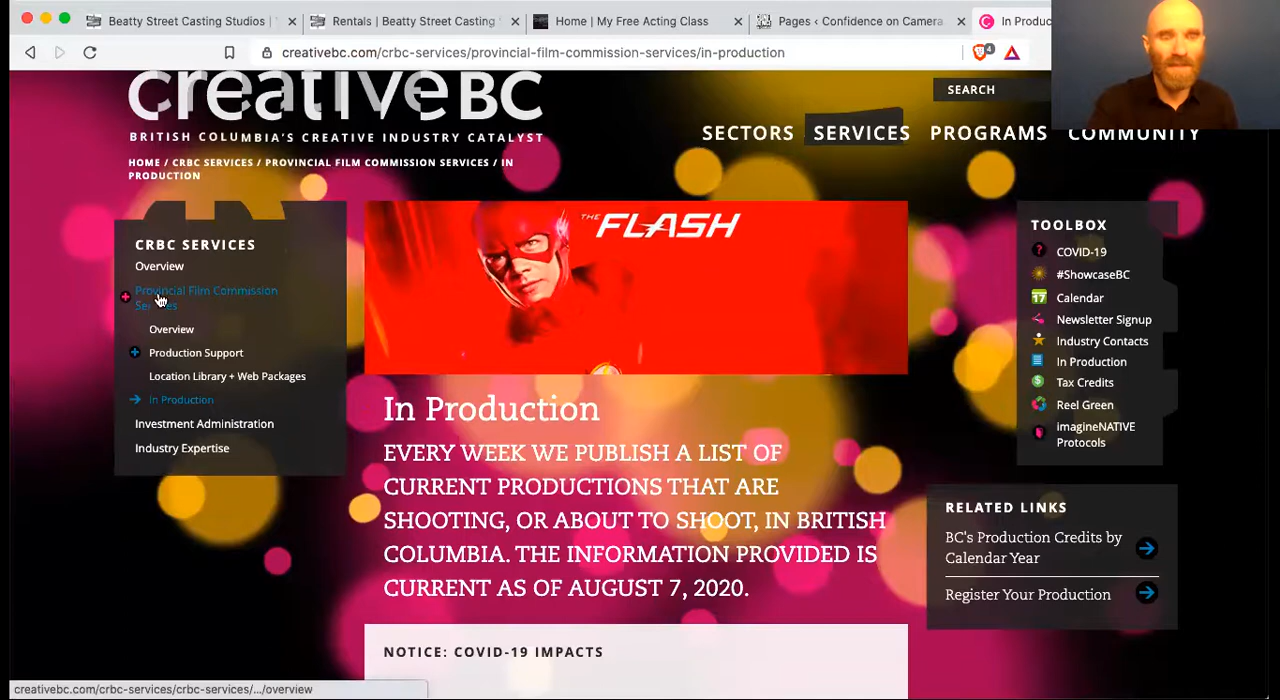 Beatty Street Casting Studios |
Rentals | Beatty Street Casting
Home | My Free Acting Class
Pages ‹ Confidence on Camera
In Produc
creativebc.com/crbc-services/provincial-film-commission-services/in-production
4
creativeBC
BRITISH COLUMBIA'S CREATIVE INDUSTRY CATALYST
SEARCH
SECTORS SERVICES PROGRAMS COMMUNITY
HOME / CRBC SERVICES / PROVINCIAL FILM COMMISSION SERVICES / IN
PRODUCTION
CRBC SERVICES
Overview
Provincial Film Commission
Services
Overview
Production Support
Location Library + Web Packages
In Production
Investment Administration
Industry Expertise
THE FLASH
In Production
EVERY WEEK WE PUBLISH A LIST OF
CURRENT PRODUCTIONS THAT ARE
SHOOTING, OR ABOUT TO SHOOT, IN BRITISH
COLUMBIA. THE INFORMATION PROVIDED IS
CURRENT AS OF AUGUST 7, 2020.
NOTICE: COVID-19 IMPACTS
TOOLBOX
COVID-19
#ShowcaseBC
17
Calendar
Newsletter Signup
Industry Contacts
In Production
Tax Credits
Reel Green
imagineNATIVE
Protocols
RELATED LINKS
BC's Production Credits by
Calendar Year
Register Your Production
creativebc.com/crbc-services/crbc-services/.../overview